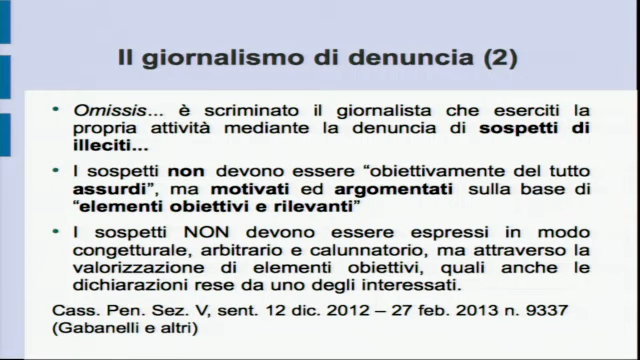 Il giornalismo di denuncia (2)
• Omissis... è scriminato il giornalista che eserciti la
propria attività mediante la denuncia di sospetti di
illeciti...
• I sospetti non devono essere “obiettivamente del tutto
assurdi”, ma motivati ed argomentati sulla base di
“elementi obiettivi e rilevanti”
• I sospetti NON devono essere espressi in modo
congetturale, arbitrario e calunnatorio, ma attraverso la
valorizzazione di elementi obiettivi, quali anche le
dichiarazioni rese da uno degli interessati.
Cass. Pen. Sez. V, sent. 12 dic. 2012 – 27 feb. 2013 n. 9337
(Gabanelli e altri)